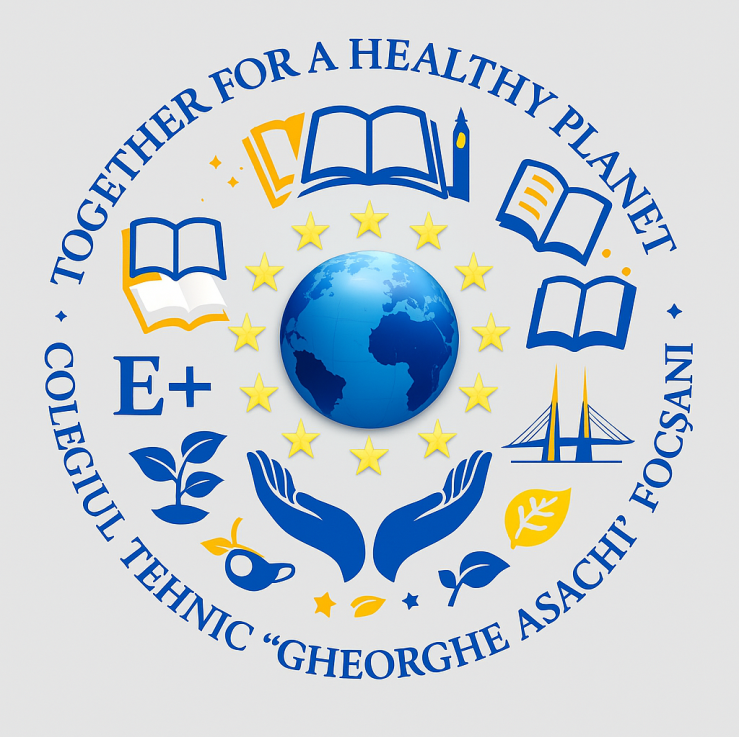 TOGETHER FOR A HEALTHY PLANET
E+
COLEGIUL TEHNIC “GHEORGHE ASACHI’ FOCȘANI